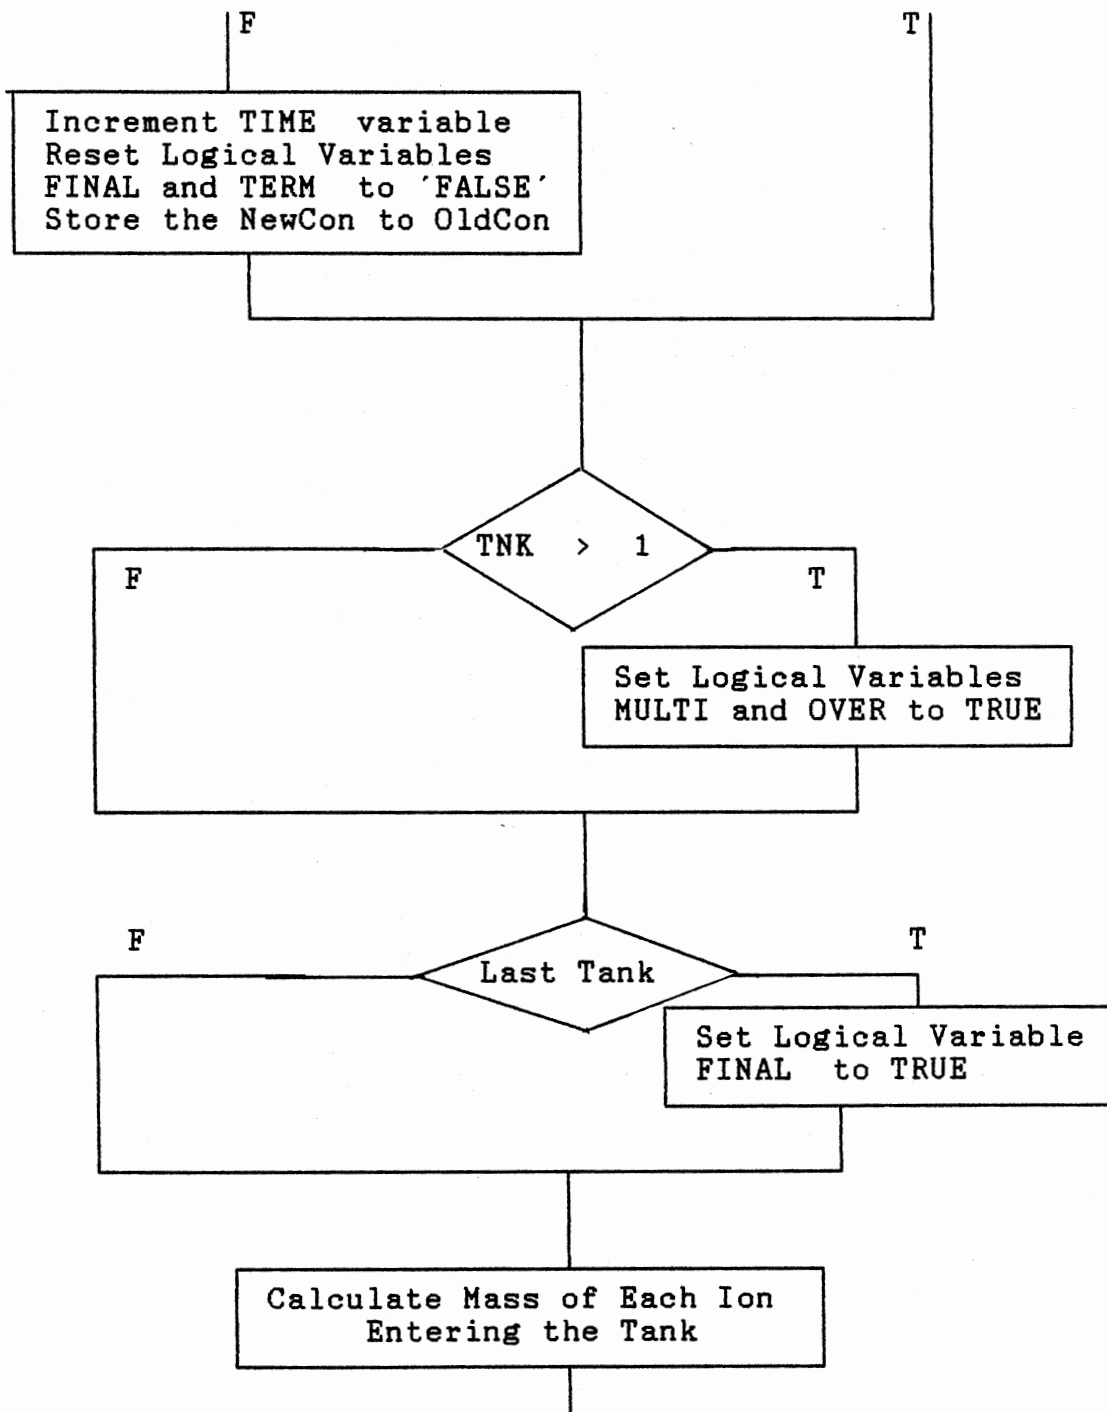 F
T
Increment TIME variable
Reset Logical Variables
FINAL and TERM to 'FALSE'
Store the NewCon to OldCon
TNK > 1
F
T
Set Logical Variables
MULTI and OVER to TRUE
F
T
Last Tank
Set Logical Variable
FINAL to TRUE
Calculate Mass of Each Ion
Entering the Tank